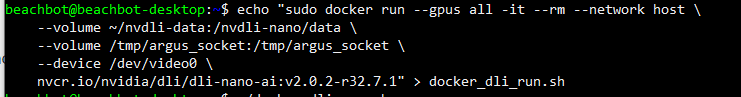 beachbot@beachbot-desktop:~$ echo "sudo docker run --gpus all -it --rm --network host \
    --volume ~/nvdli-data:/nvdli-nano/data \
    --volume /tmp/argus_socket:/tmp/argus_socket \
    --device /dev/video0 \
    nvcr.io/nvidia/dli/dli-nano-ai:v2.0.2-r32.7.1" > docker_dli_run.sh